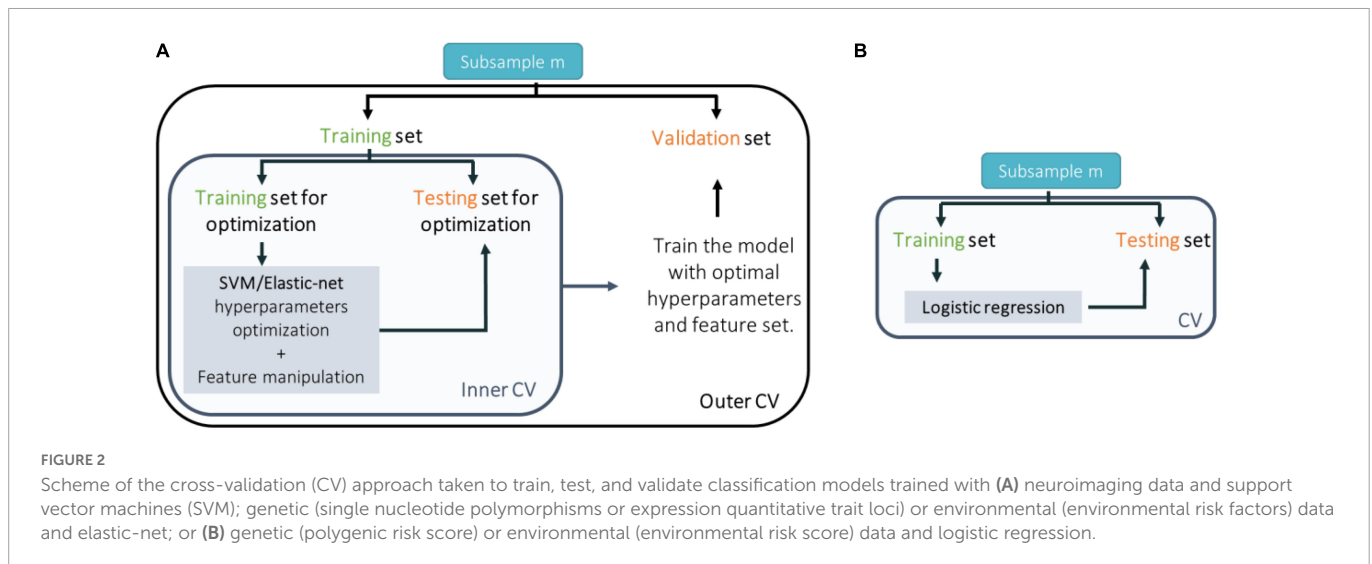 A
Subsample m
Training set
Validation set
Training set for
optimization
Testing set for
optimization
SVM/Elastic-net
hyperparameters
optimization
+
Feature manipulation
Inner CV
Train the model
with optimal
hyperparameters
and feature set.
Outer CV
B
Subsample m
Training set
Testing set
Logistic regression
CV
FIGURE 2
Scheme of the cross-validation (CV) approach taken to train, test, and validate classification models trained with (A) neuroimaging data and support
vector machines (SVM); genetic (single nucleotide polymorphisms or expression quantitative trait loci) or environmental (environmental risk factors) data
and elastic-net; or (B) genetic (polygenic risk score) or environmental (environmental risk score) data and logistic regression.